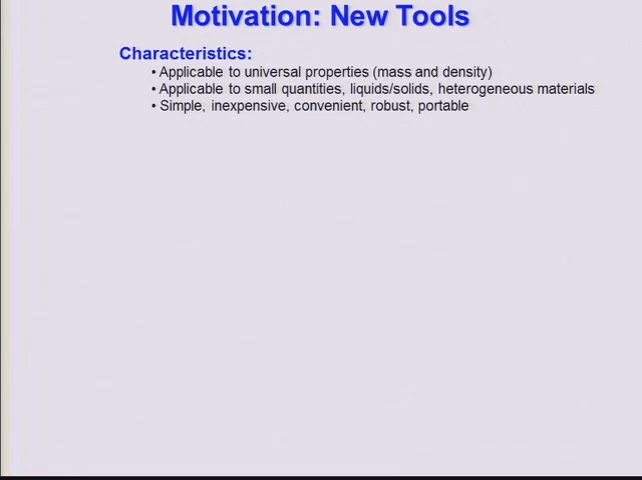 Motivation: New Tools
Characteristics:
• Applicable to universal properties (mass and density)
• Applicable to small quantities, liquids/solids, heterogeneous materials
• Simple, inexpensive, convenient, robust, portable